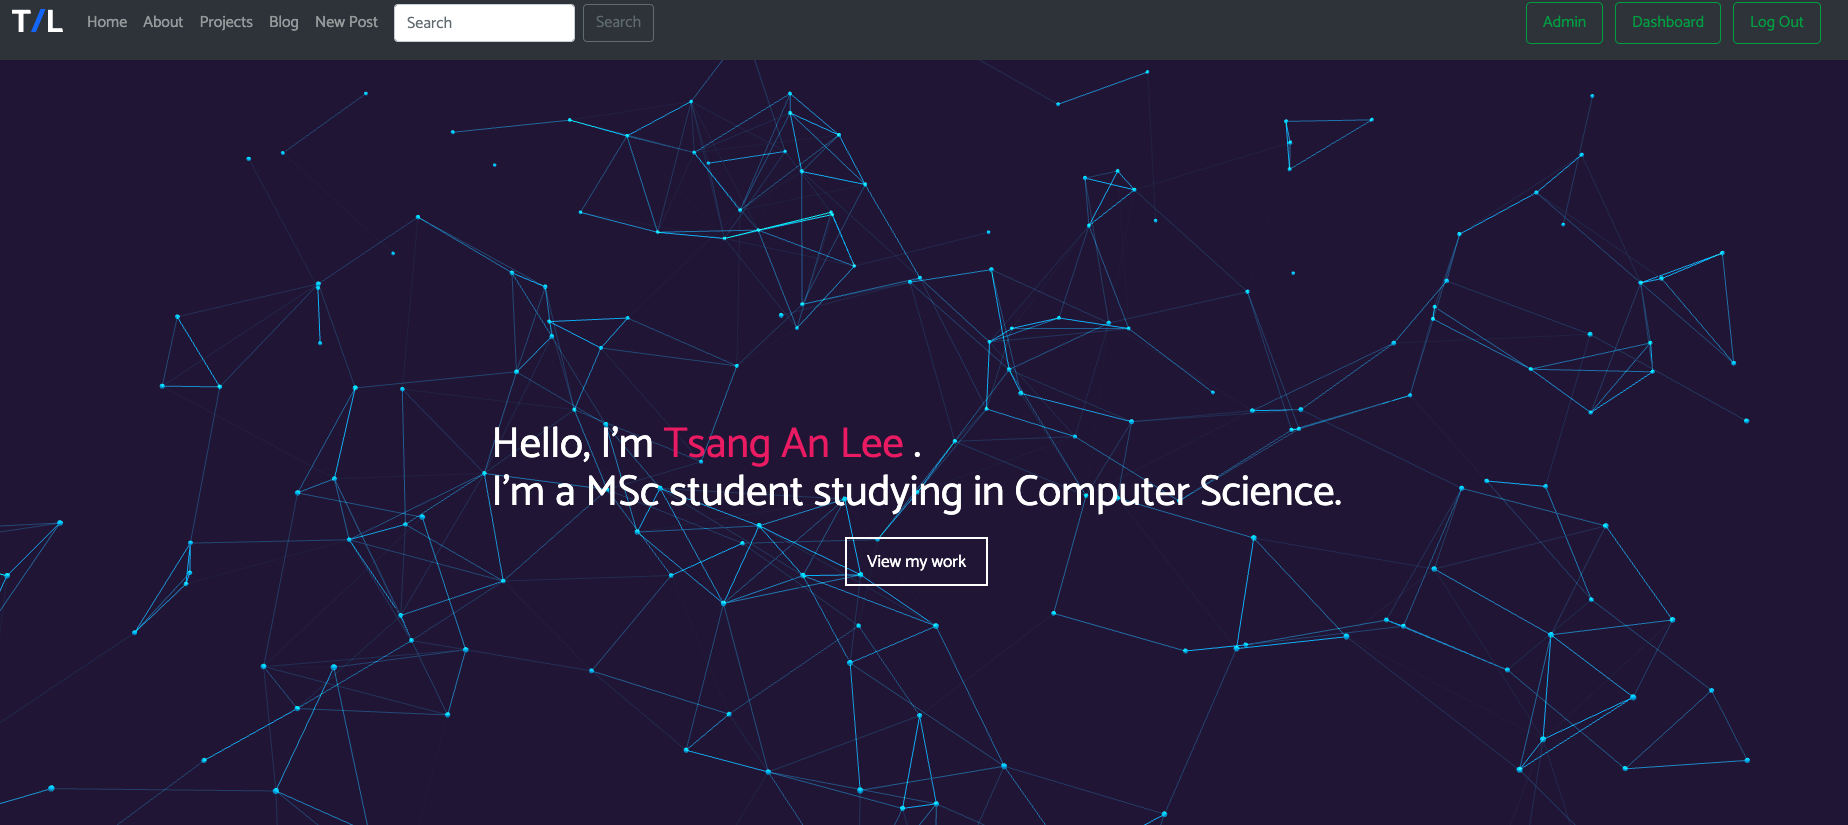 T/L Home About Projects Blog New Post Search Search Admin Dashboard Log Out
Hello, I'm Tsang An Lee .
I'm a MSc student studying in Computer Science.
View my work